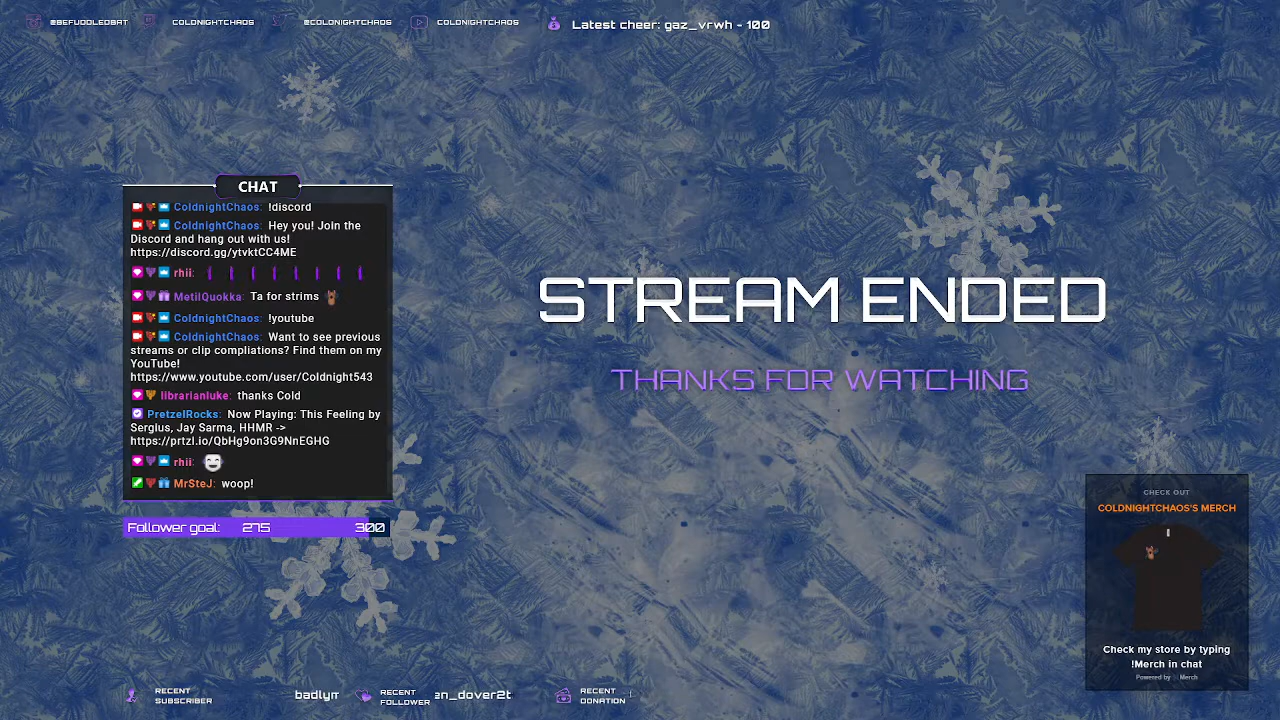 @BEFUDDLEDBAT COLDNIGHTCHAOS @COLDNIGHTCHAOS COLDNIGHTCHAOS Latest cheer: gaz_vrwh - 100
CHAT
ColdnightChaos: !discord
ColdnightChaos: Hey you! Join the
Discord and hang out with us!
https://discord.gg/ytvktCC4ME
rhii:
MetilQuokka: Ta for strims
ColdnightChaos: !youtube
ColdnightChaos: Want to see previous
streams or clip compliations? Find them on my
YouTube!
https://www.youtube.com/user/Coldnight543
librarianluke: thanks Cold
PretzelRocks: Now Playing: This Feeling by
Sergius, Jay Sarma, HHMR ->
https://prtzl.io/QbHg9on3G9NnEGHG
rhii:
MrSteJ: woop!
Follower goal: 275 300
STREAM ENDED
THANKS FOR WATCHING
CHECK OUT
COLDNIGHTCHAOS'S MERCH
Check my store by typing
!Merch in chat
Powered by Merch
RECENT
SUBSCRIBER
RECENT
FOLLOWER
an_dover2t
RECENT
DONATION